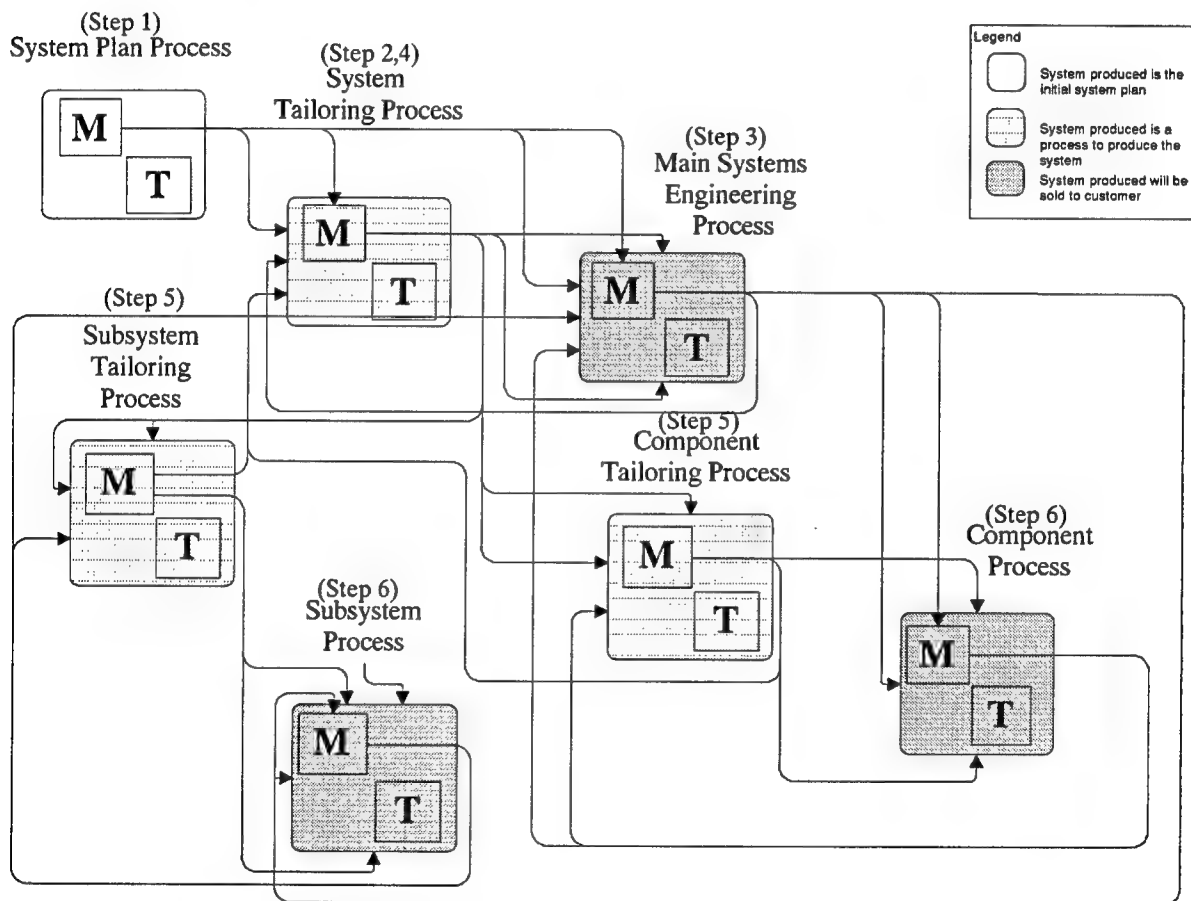 (Step 1)
System Plan Process
M
T
(Step 2,4)
System
Tailoring Process
M
T
(Step 3)
Main Systems
Engineering
Process
M
T
Legend
System produced is the
initial system plan
System produced is a
process to produce the
system
System produced will be
sold to customer
(Step 5)
Subsystem
Tailoring
Process
M
T
(Step 5)
Component
Tailoring Process
M
T
(Step 6)
Component
Process
M
T
(Step 6)
Subsystem
Process
M
T